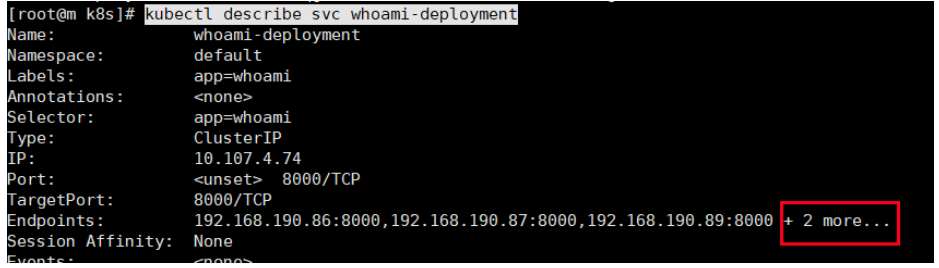 [root@m k8s]# kubectl describe svc whoami-deployment
Name: whoami-deployment
Namespace: default
Labels: app=whoami
Annotations: <none>
Selector: app=whoami
Type: ClusterIP
IP: 10.107.4.74
Port: <unset> 8000/TCP
TargetPort: 8000/TCP
Endpoints: 192.168.190.86:8000,192.168.190.87:8000,192.168.190.89:8000 + 2 more...
Session Affinity: None
Events: <none>